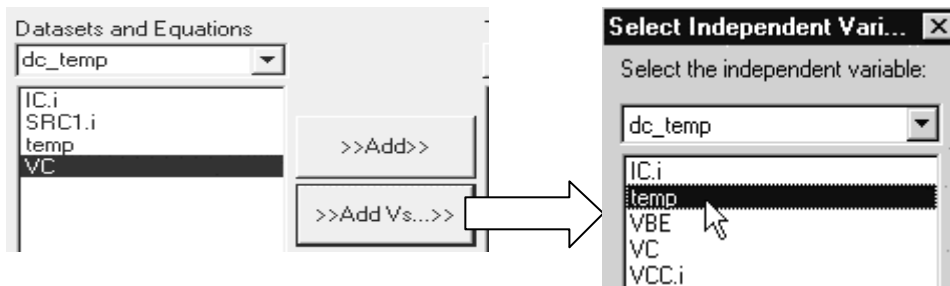 Datasets and Equations
dc_temp
IC.i
SRC1.i
temp
VC
>>Add>>
>>Add Vs...>>
Select Independent Vari...
Select the independent variable:
dc_temp
IC.i
temp
VBE
VC
VCC.i